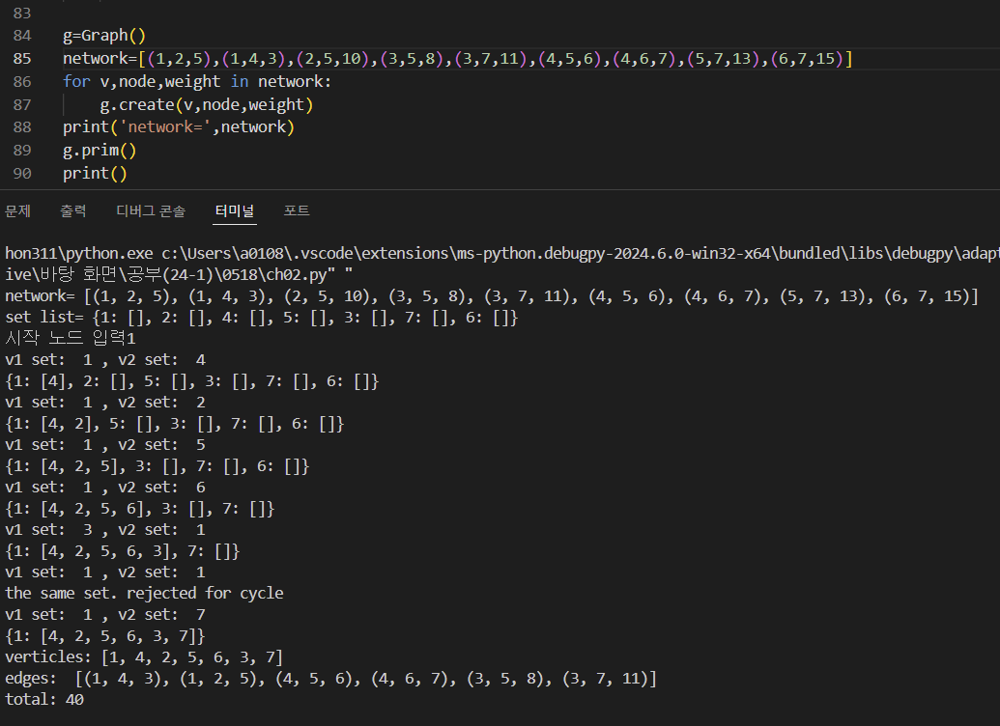 83
84 g=Graph()
85 network=[(1,2,5),(1,4,3),(2,5,10),(3,5,8),(3,7,11),(4,5,6),(4,6,7),(5,7,13),(6,7,15)]
86 for v,node,weight in network:
87 g.create(v,node,weight)
88 print('network=',network)
89 g.prim()
90 print()
문제 출력 디버그 콘솔 터미널 포트
hon311\python.exe c:\Users\a0108\.vscode\extensions\ms-python.debugpy-2024.6.0-win32-x64\bundled\libs\debugpy\adapt
ive\바탕 화면\공부(24-1)\0518\ch02.py" "
network= [(1, 2, 5), (1, 4, 3), (2, 5, 10), (3, 5, 8), (3, 7, 11), (4, 5, 6), (4, 6, 7), (5, 7, 13), (6, 7, 15)]
set list= {1: [], 2: [], 4: [], 5: [], 3: [], 7: [], 6: []}
시작 노드 입력1
v1 set:  1 , v2 set:  4
{1: [4], 2: [], 5: [], 3: [], 7: [], 6: []}
v1 set:  1 , v2 set:  2
{1: [4, 2], 5: [], 3: [], 7: [], 6: []}
v1 set:  1 , v2 set:  5
{1: [4, 2, 5], 3: [], 7: [], 6: []}
v1 set:  1 , v2 set:  6
{1: [4, 2, 5, 6], 3: [], 7: []}
v1 set:  3 , v2 set:  1
{1: [4, 2, 5, 6, 3], 7: []}
v1 set:  1 , v2 set:  1
the same set. rejected for cycle
v1 set:  1 , v2 set:  7
{1: [4, 2, 5, 6, 3, 7]}
verticles: [1, 4, 2, 5, 6, 3, 7]
edges:  [(1, 4, 3), (1, 2, 5), (4, 5, 6), (4, 6, 7), (3, 5, 8), (3, 7, 11)]
total: 40